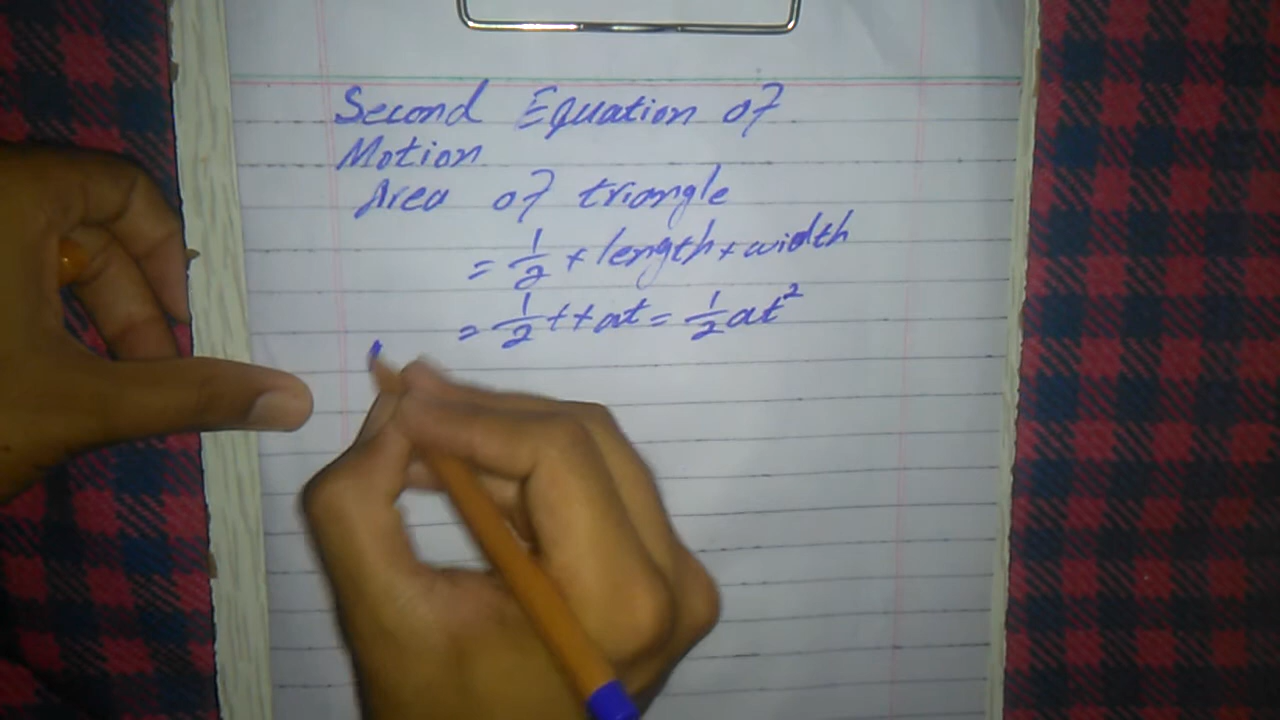 Second Equation of
Motion
Area of triangle
= 1/2 × length × width
= 1/2 t × at = 1/2 at²